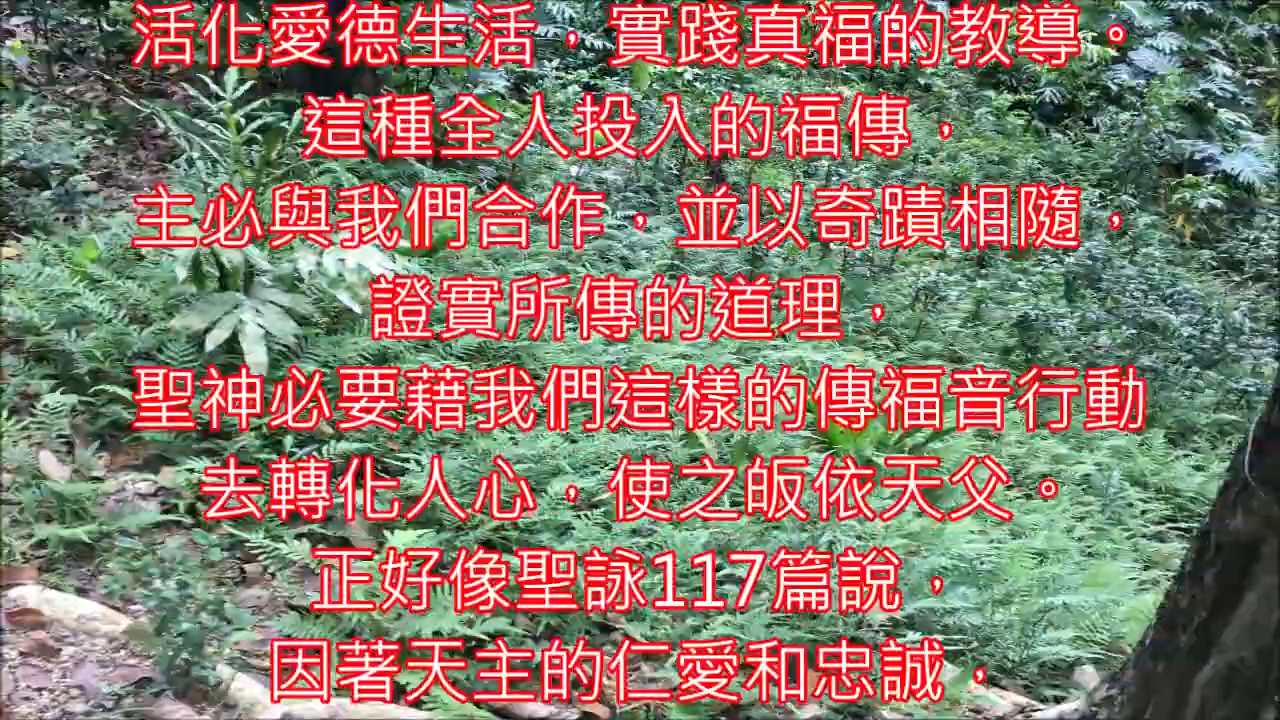 活化愛德生活，實踐真福的教導。
這種全人投入的福傳，
主必與我們合作，並以奇蹟相隨，
證實所傳的道理，
聖神必要藉我們這樣的傳福音行動
去轉化人心，使之皈依天父。
正好像聖詠117篇說，
因著天主的仁愛和忠誠，